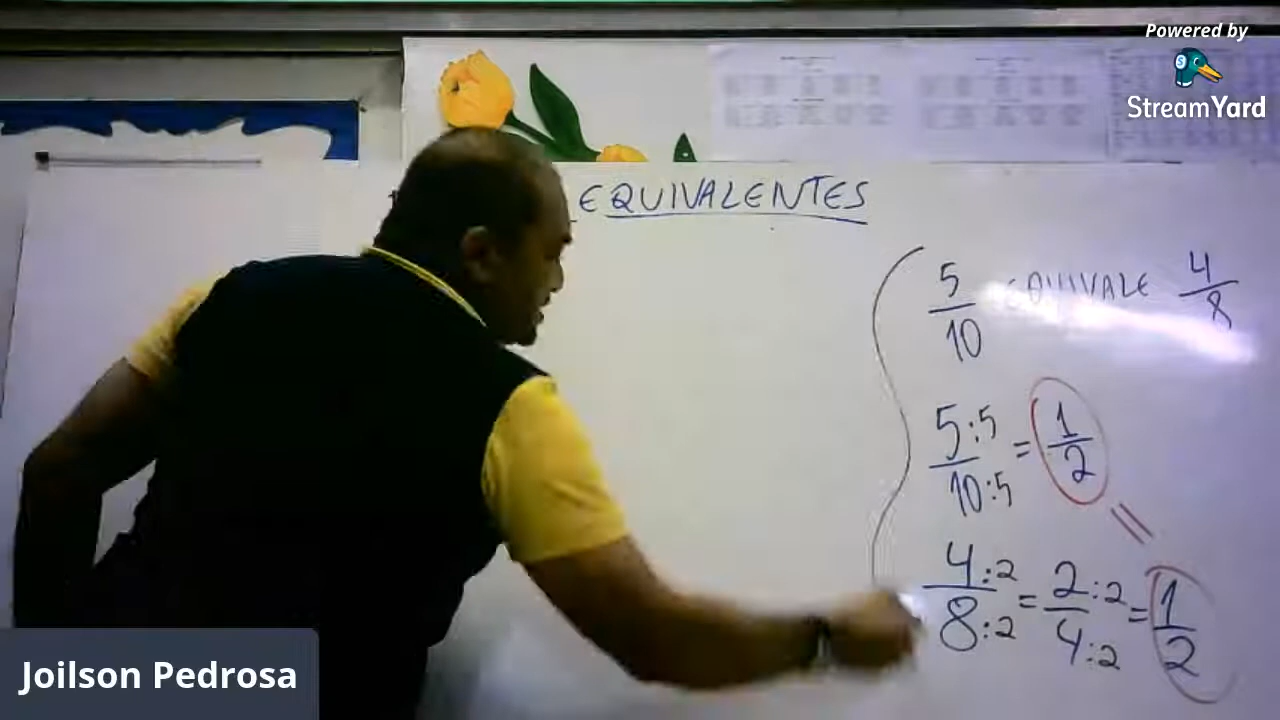 Powered by
StreamYard
EQUIVALENTES
5/10 EQUIVALE 4/8
5:5/10:5 = 1/2
=
4:2/8:2 = 2:2/4:2 = 1/2
Joilson Pedrosa